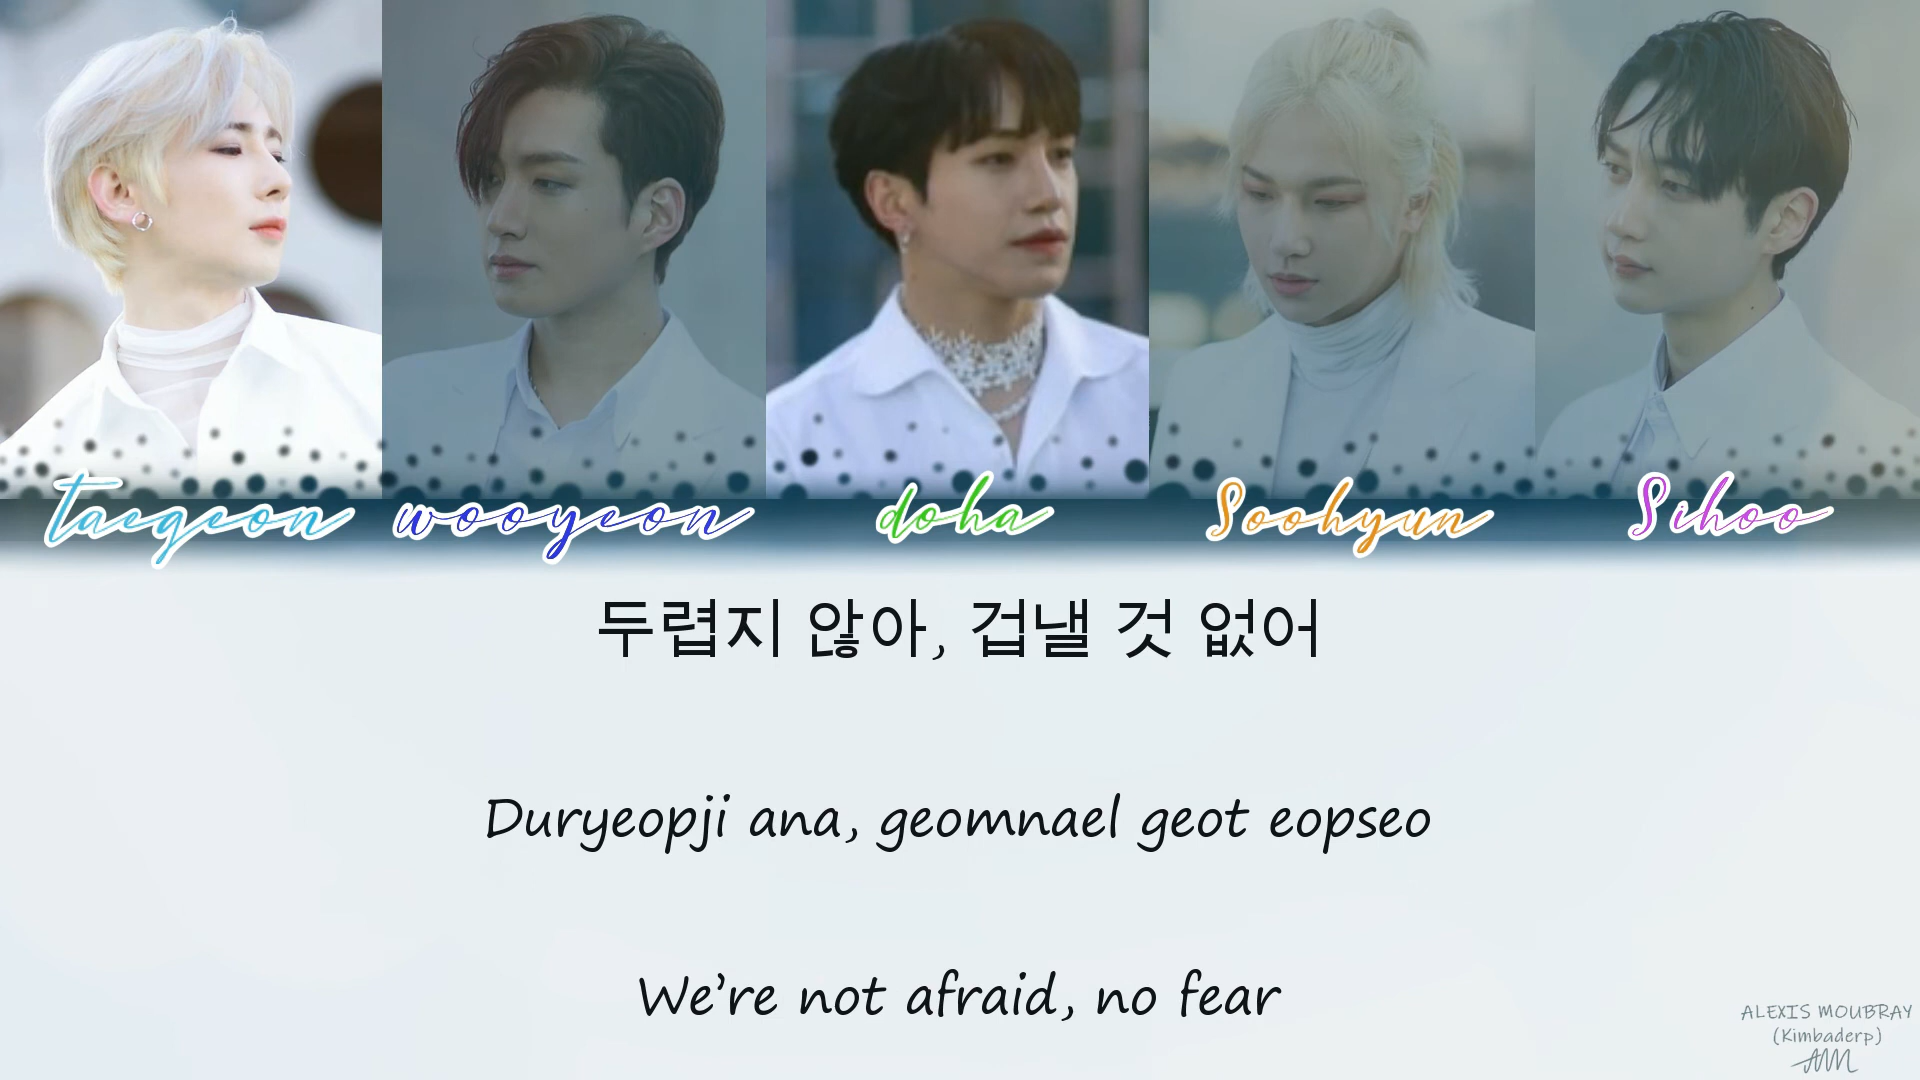 taegeon wooyeon doha Soohyun Sihoo
두렵지 않아, 겁낼 것 없어
Duryeopji ana, geomnael geot eopseo
We're not afraid, no fear
ALEXIS MOUBRAY
(Kimbaderp)
AM